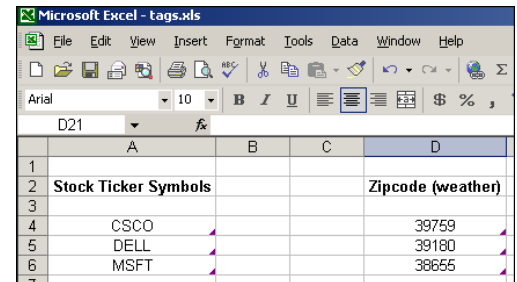 Microsoft Excel - tags.xls
File Edit View Insert Format Tools Data Window Help
ABC Σ
Arial 10 B I U $ % ,
D21 fx
A B C D
1
2 Stock Ticker Symbols Zipcode (weather)
3
4 CSCO 39759
5 DELL 39180
6 MSFT 38655